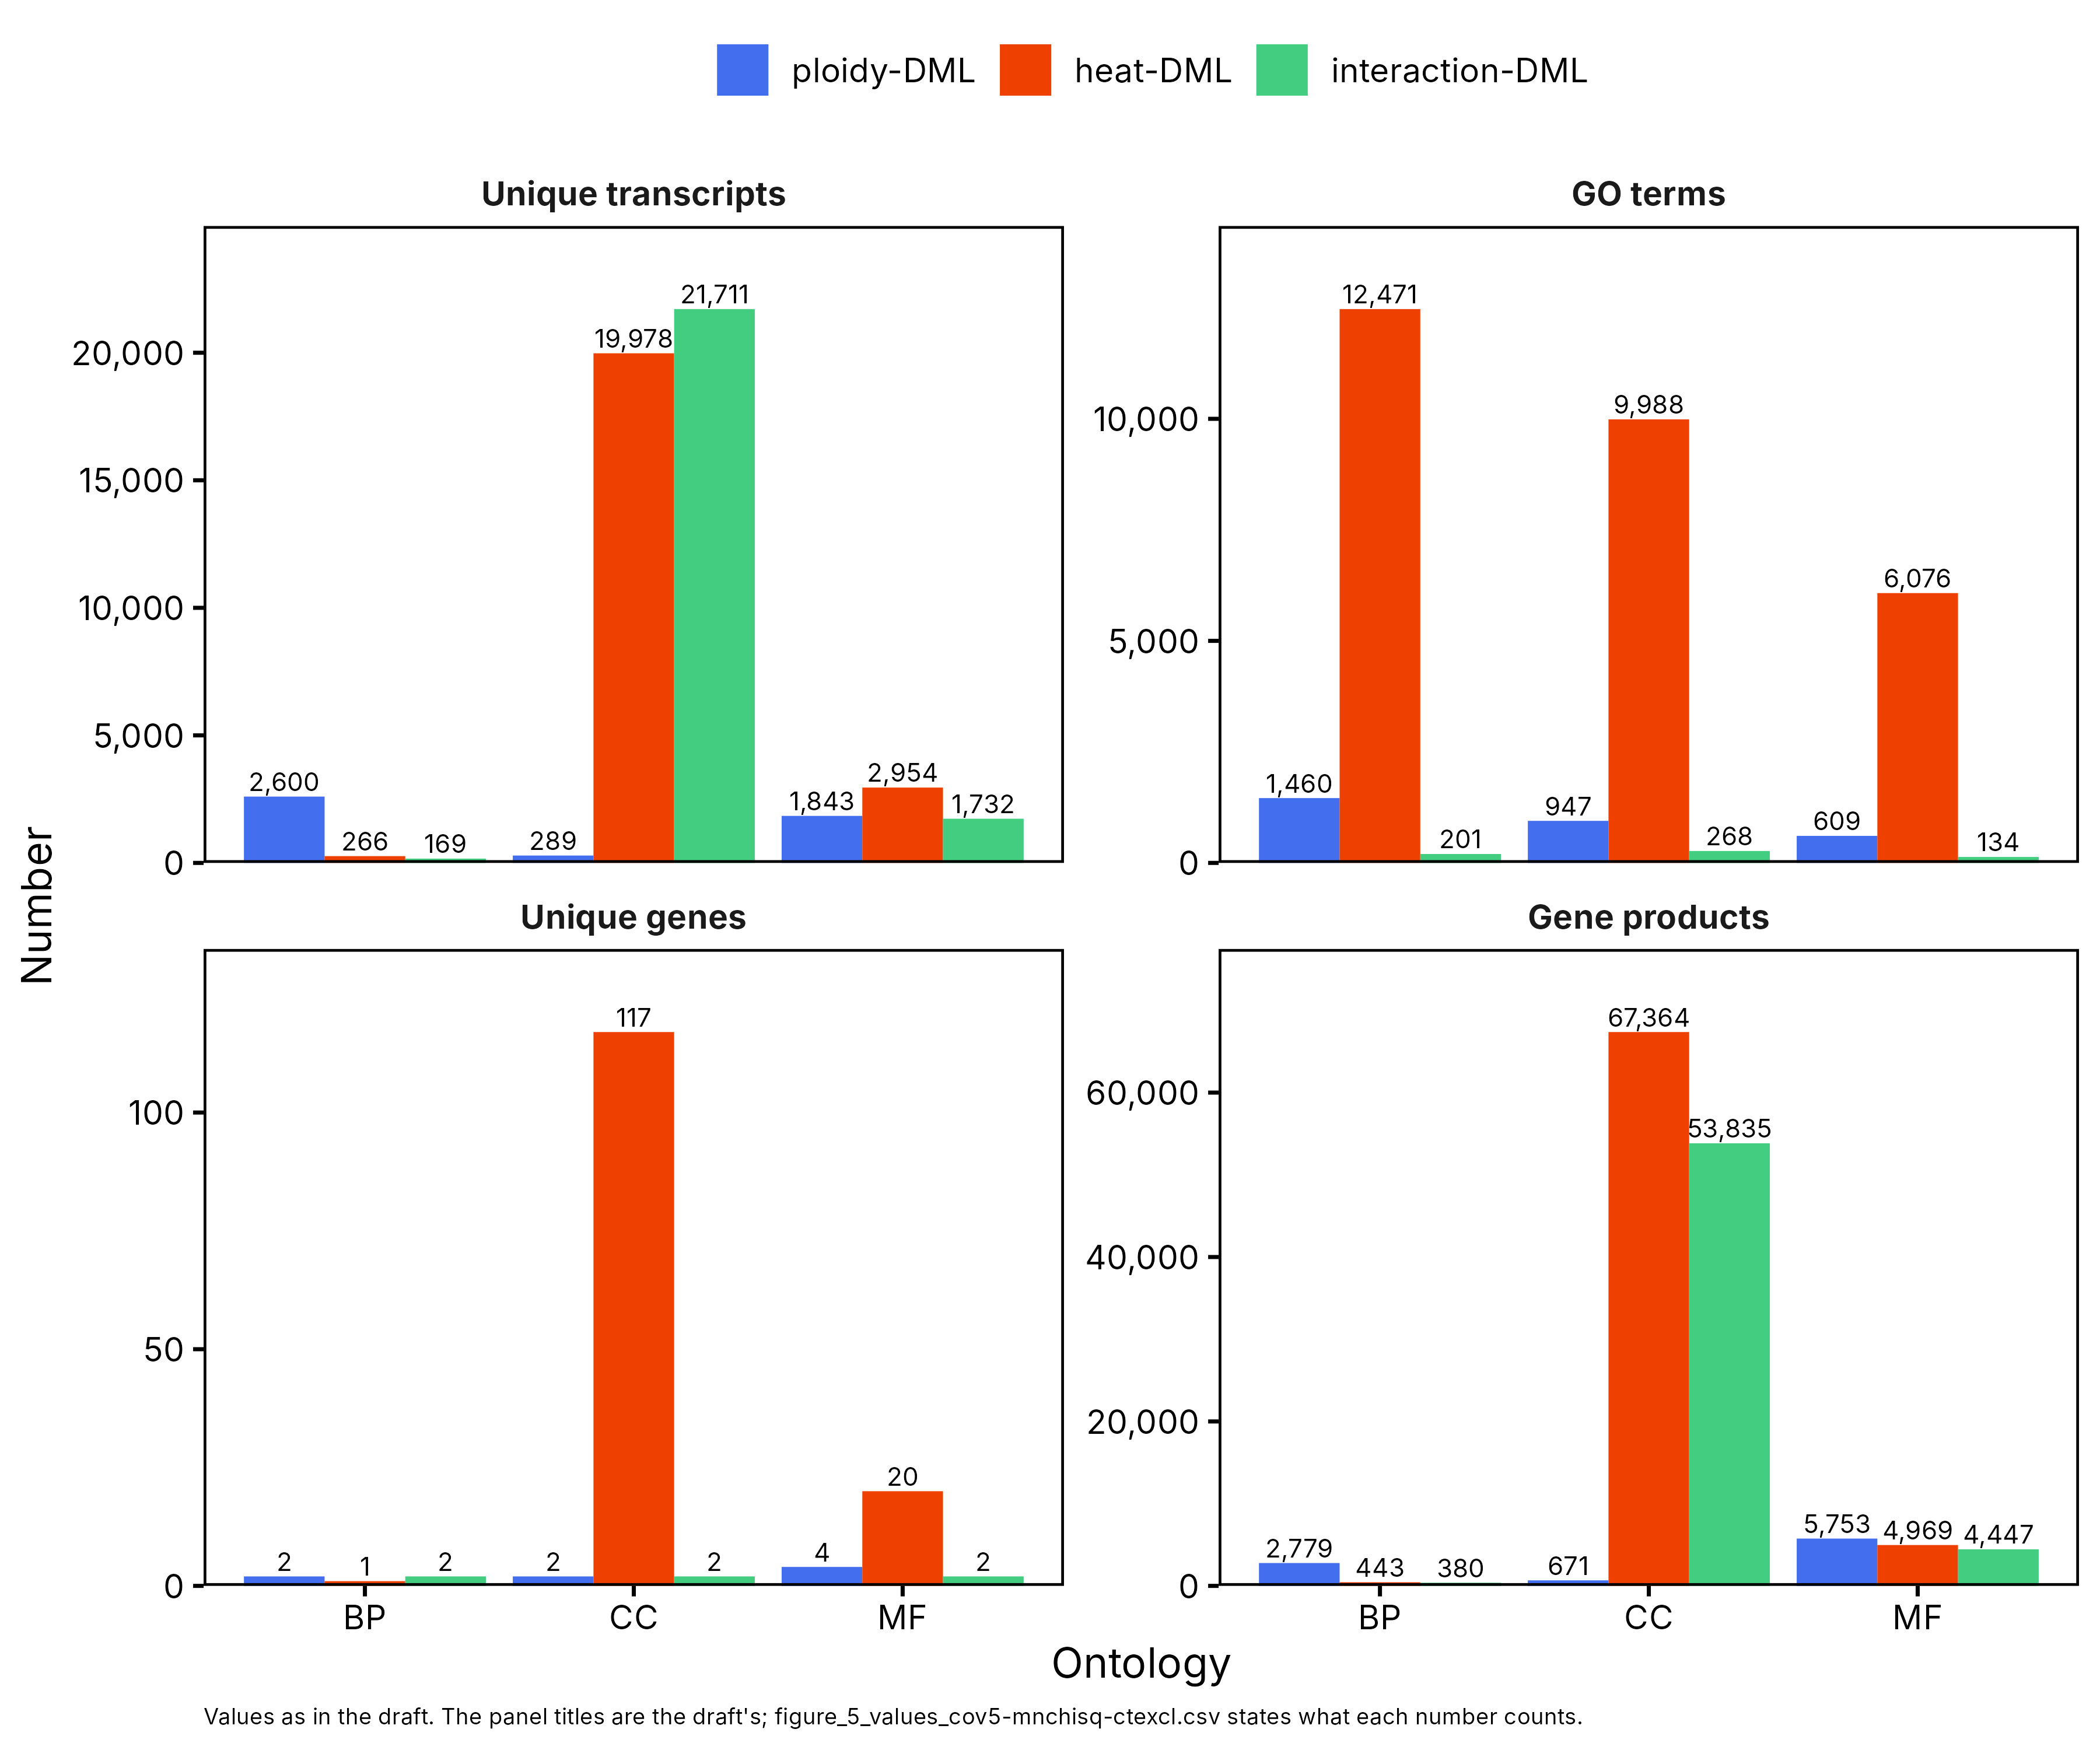 ploidy-DML heat-DML interaction-DML
Unique transcripts
GO terms
20,000
15,000
10,000
5,000
0
2,600 266 169 289 19,978 21,711 1,843 2,954 1,732
10,000
5,000
0
1,460 12,471 201 947 9,988 268 609 6,076 134
Number
Unique genes
Gene products
100
50
0
2 1 2 2 117 2 4 20 2
BP CC MF
60,000
40,000
20,000
0
2,779 443 380 671 67,364 53,835 5,753 4,969 4,447
BP CC MF
Ontology
Values as in the draft. The panel titles are the draft's; figure_5_values_cov5-mnchisq-ctexcl.csv states what each number counts.